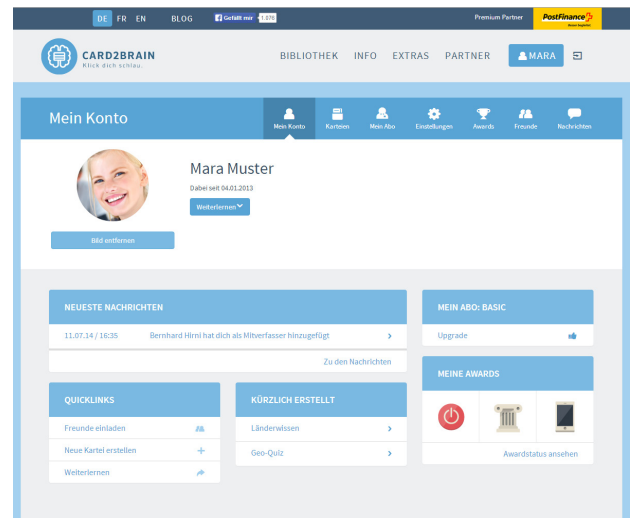 DE FR EN BLOG Gefällt mir Premium Partner PostFinance
CARD2BRAIN
Klick dich schlau.
BIBLIOTHEK INFO EXTRAS PARTNER MARA
Mein Konto
Mein Konto Karteien Mein Abo Einstellungen Awards Freunde Nachrichten
Mara Muster
Dabei seit 04.01.2013
Weiterlernen
Bild entfernen
NEUESTE NACHRICHTEN
11.07.14 / 16:35 Bernhard Hirni hat dich als Mitverfasser hinzugefügt
Zu den Nachrichten
MEIN ABO: BASIC
Upgrade
MEINE AWARDS
Awardstatus ansehen
QUICKLINKS
Freunde einladen
Neue Kartei erstellen
Weiterlernen
KÜRZLICH ERSTELLT
Länderwissen
Geo-Quiz